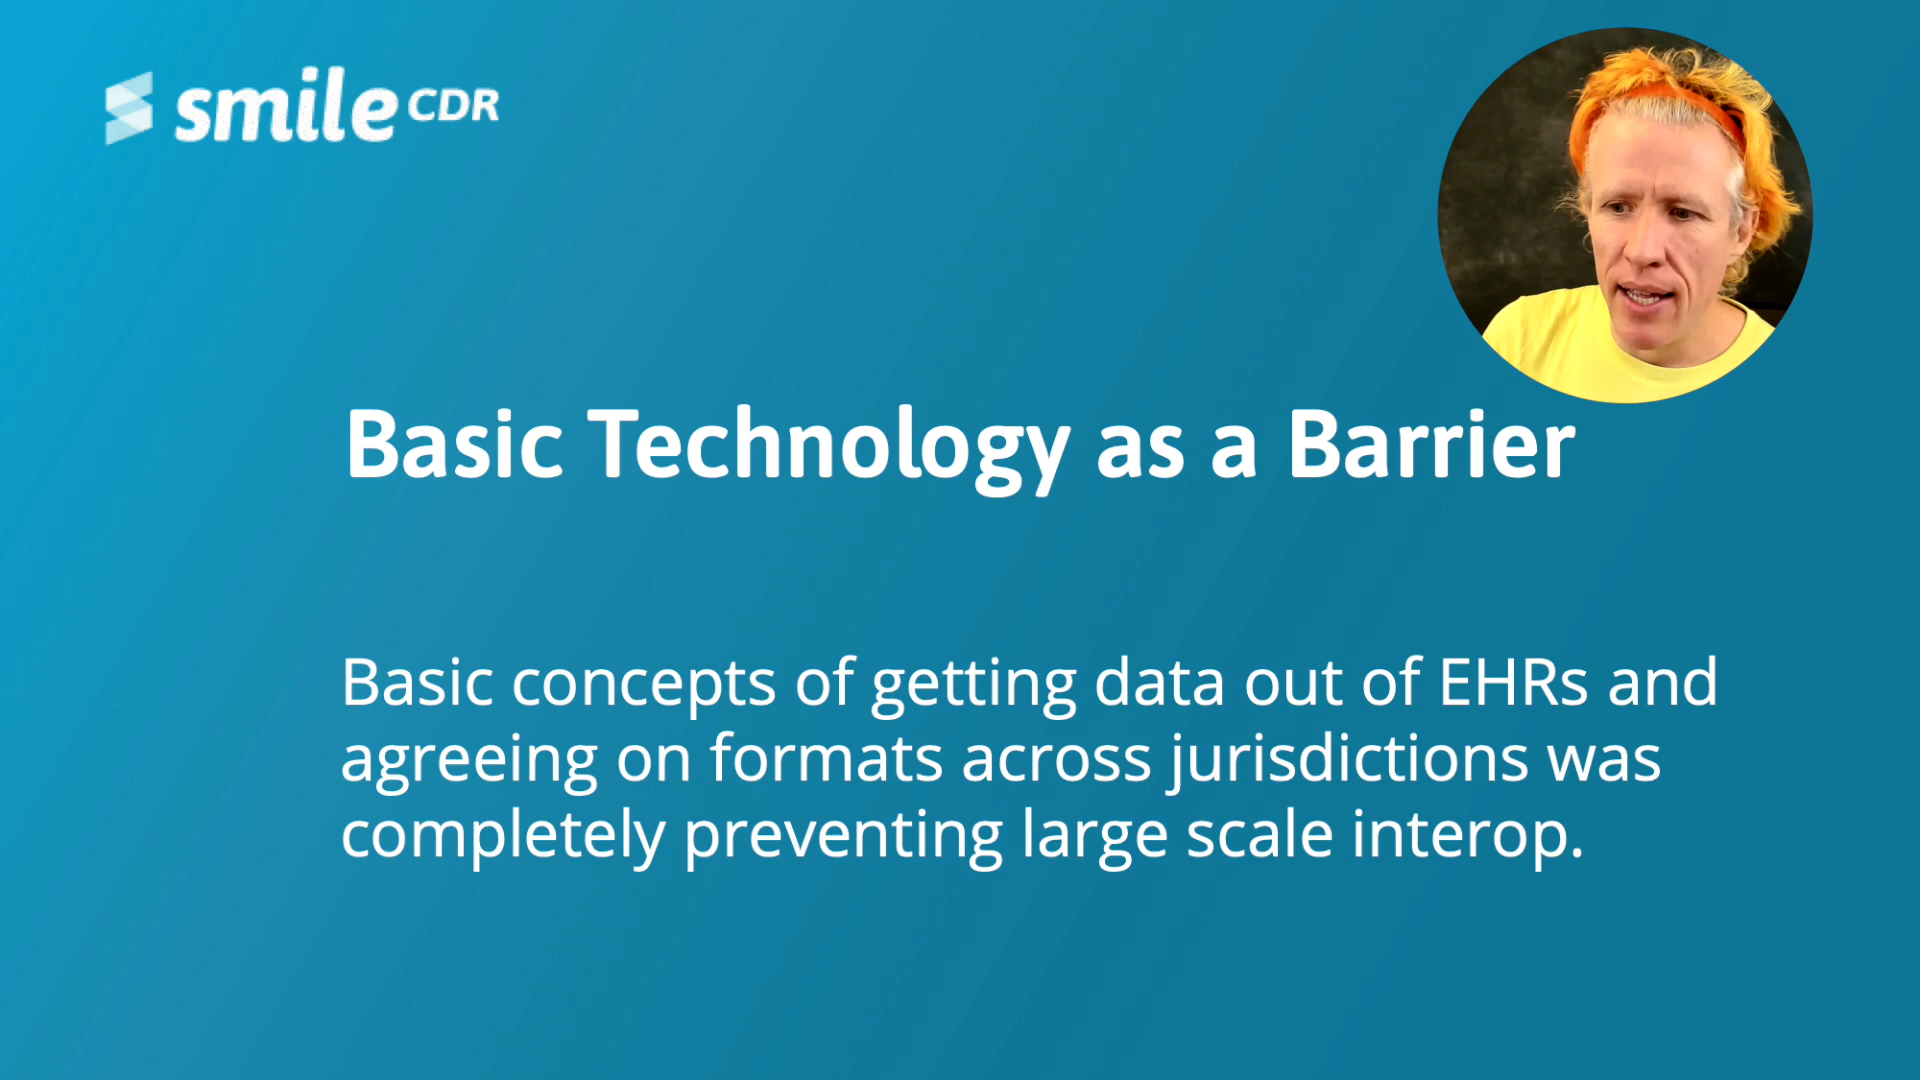 smile CDR
Basic Technology as a Barrier
Basic concepts of getting data out of EHRs and
agreeing on formats across jurisdictions was
completely preventing large scale interop.